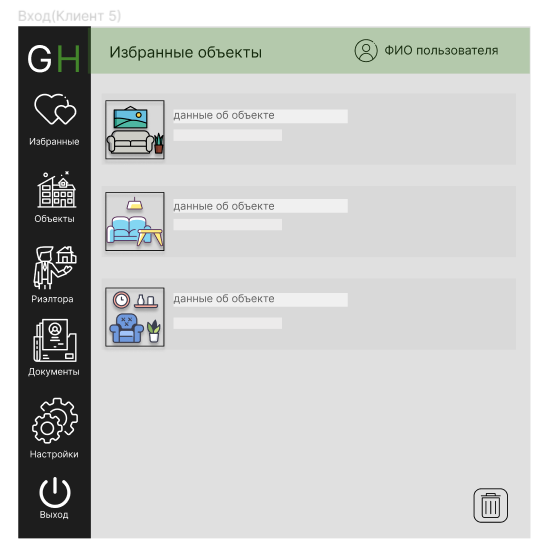 Вход(Клиент 5)
GH
Избранные объекты
ФИО пользователя
Избранные
Объекты
Риэлтора
Документы
Настройки
Выход
данные об объекте
данные об объекте
данные об объекте